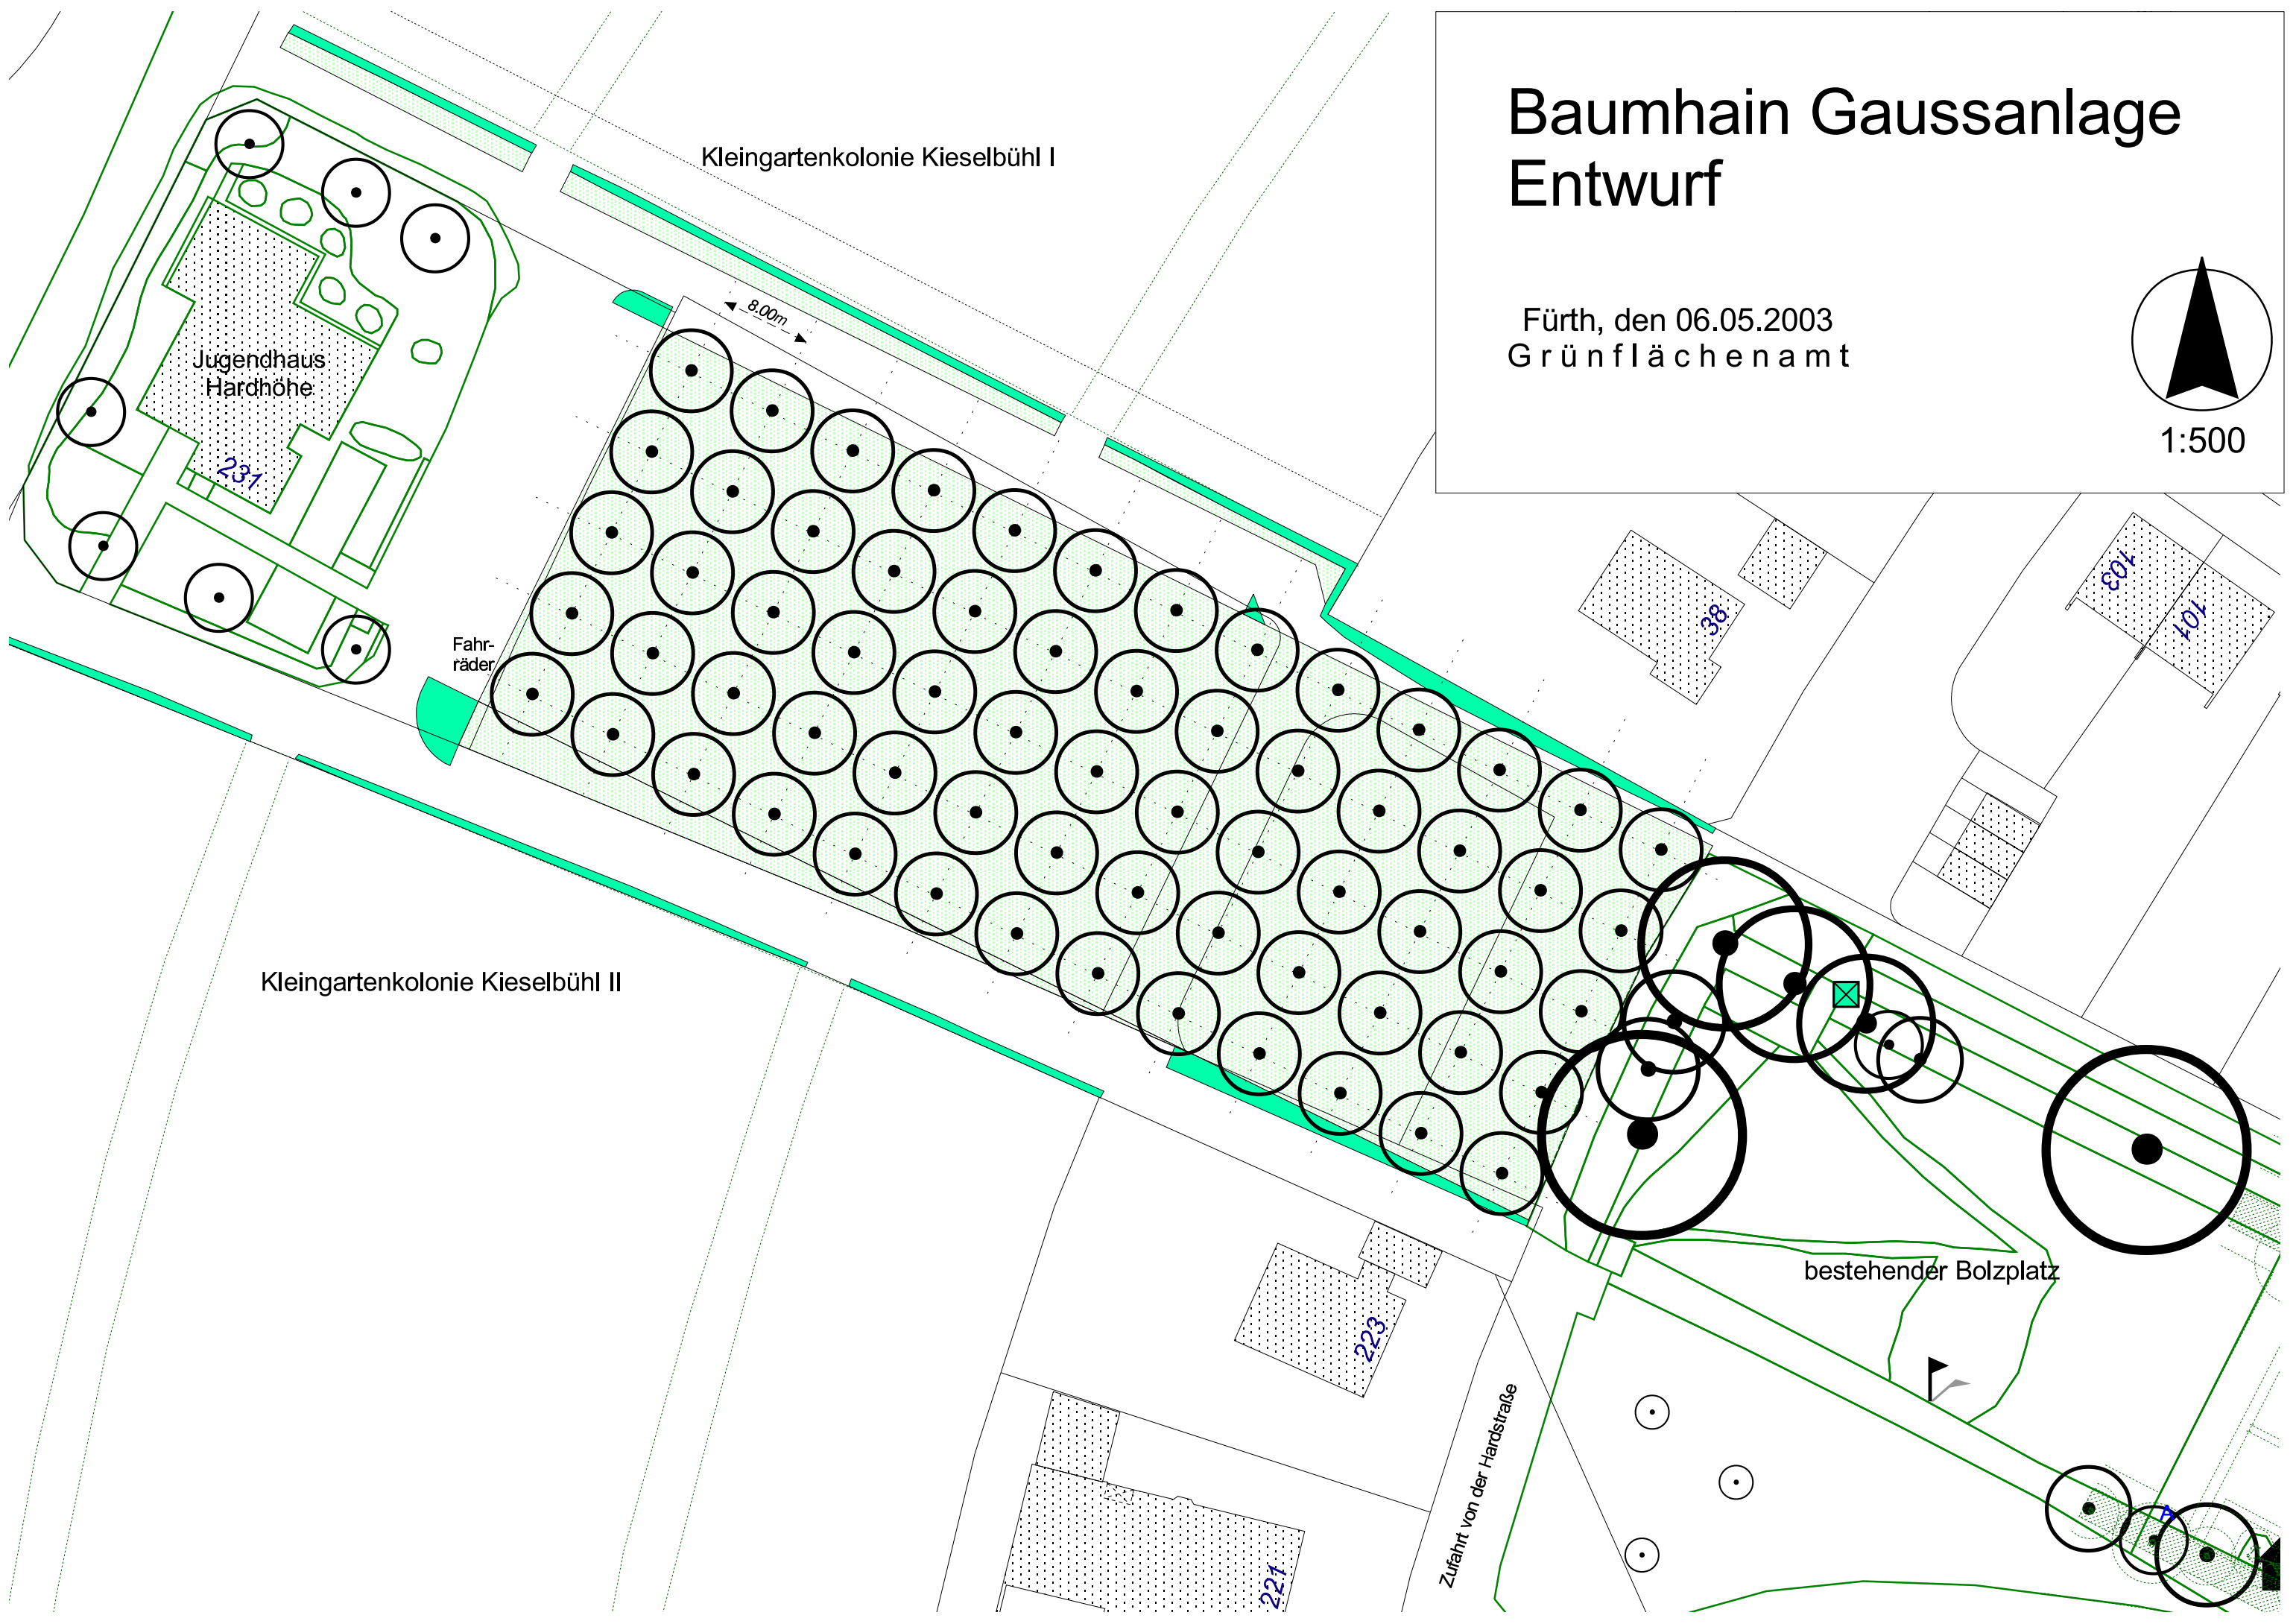 Baumhain Gaussanlage
Entwurf
Fürth, den 06.05.2003
Grünflächenamt
1:500
Kleingartenkolonie Kieselbühl I
8.00m
Jugendhaus
Hardhöhe
231
Fahr-
räder
38
103
101
Kleingartenkolonie Kieselbühl II
bestehender Bolzplatz
223
Zufahrt von der Hardstraße
221
A